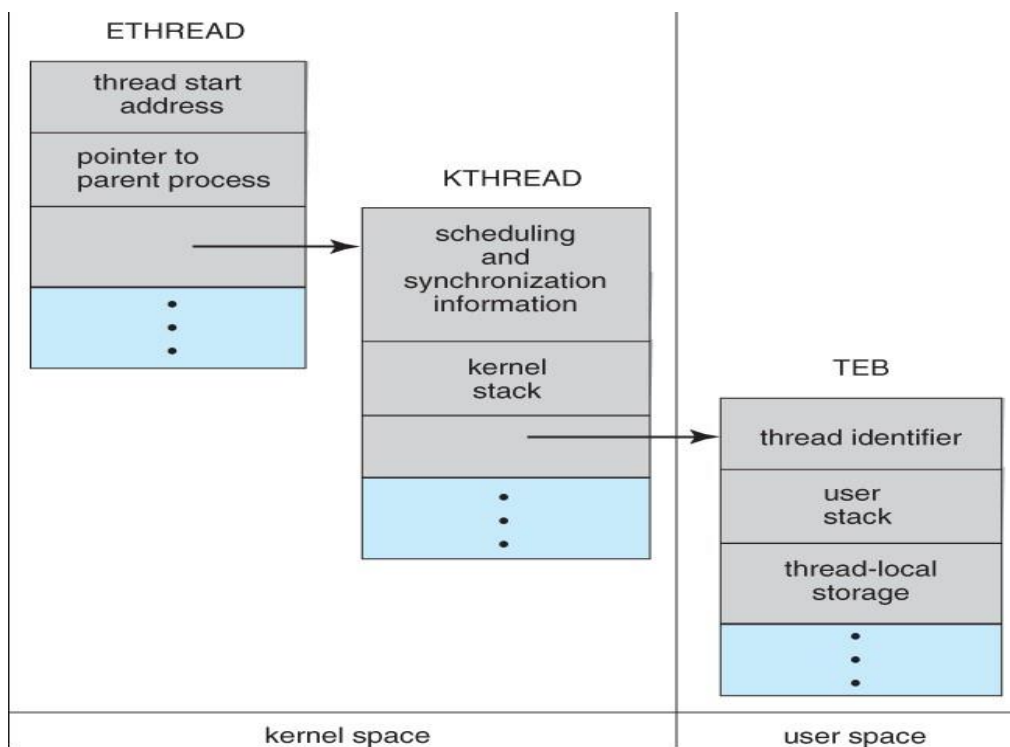 ETHREAD
thread start
address
pointer to
parent process
KTHREAD
scheduling
and
synchronization
information
kernel
stack
TEB
thread identifier
user
stack
thread-local
storage
kernel space
user space